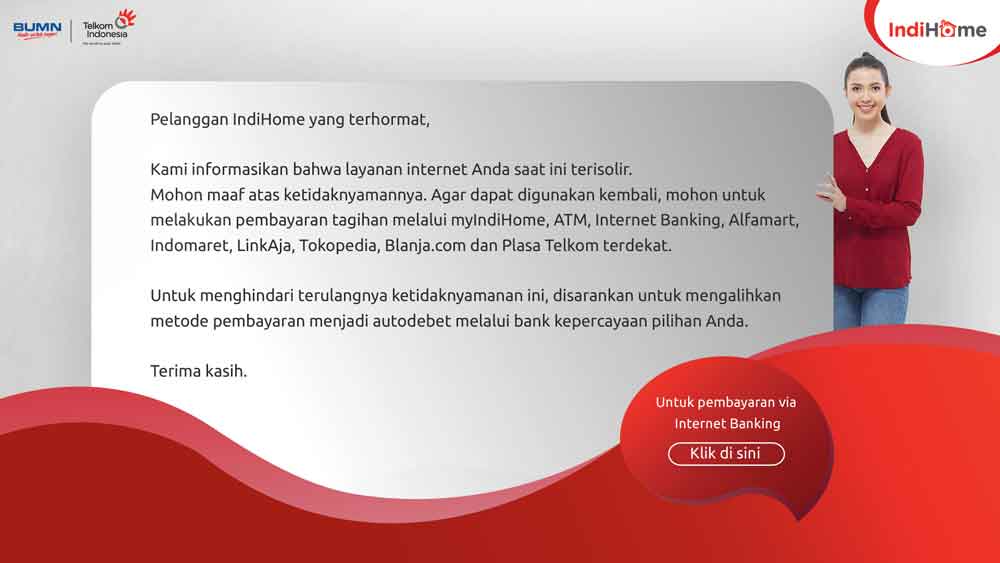 BUMN
Telkom
Indonesia
IndiHome
Pelanggan IndiHome yang terhormat,
Kami informasikan bahwa layanan internet Anda saat ini terisolir.
Mohon maaf atas ketidaknyamannya. Agar dapat digunakan kembali, mohon untuk
melakukan pembayaran tagihan melalui myIndiHome, ATM, Internet Banking, Alfamart,
Indomaret, LinkAja, Tokopedia, Blanja.com dan Plasa Telkom terdekat.
Untuk menghindari terulangnya ketidaknyamanan ini, disarankan untuk mengalihkan
metode pembayaran menjadi autodebet melalui bank kepercayaan pilihan Anda.
Terima kasih.
Untuk pembayaran via
Internet Banking
Klik di sini